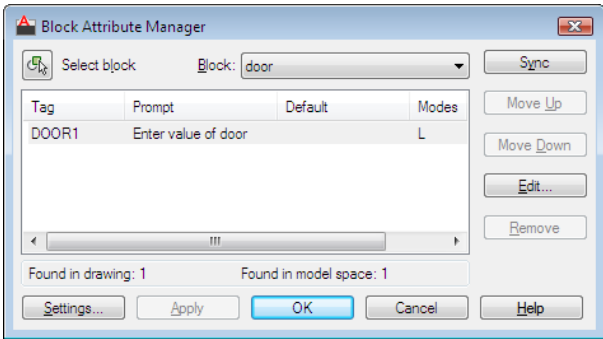 Block Attribute Manager
Select block Block: door Sync
Tag Prompt Default Modes Move Up
DOOR1 Enter value of door L
Move Down
Edit...
Remove
Found in drawing: 1 Found in model space: 1
Settings... Apply OK Cancel Help